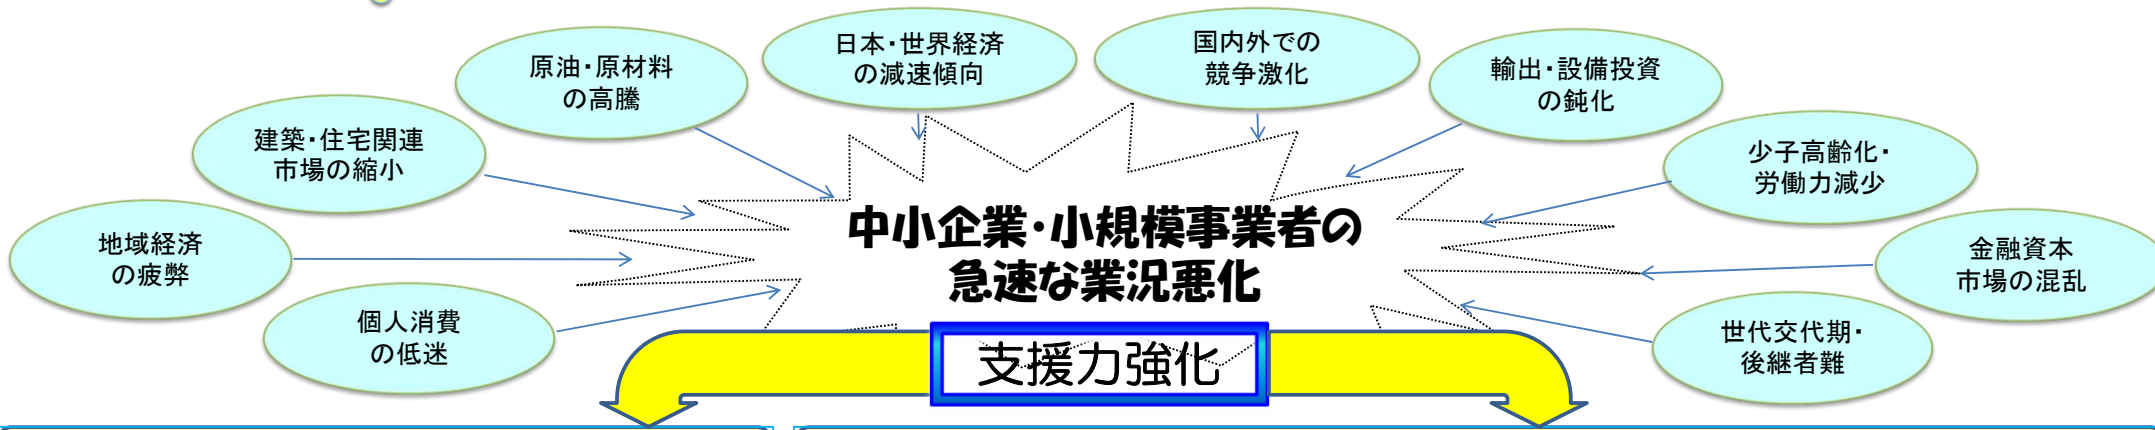 日本・世界経済
の減速傾向
国内外での
競争激化
原油・原材料
の高騰
輸出・設備投資
の鈍化
建築・住宅関連
市場の縮小
少子高齢化・
労働力減少
地域経済
の疲弊
中小企業・小規模事業者の
急速な業況悪化
金融資本
市場の混乱
個人消費
の低迷
世代交代期・
後継者難
支援力強化